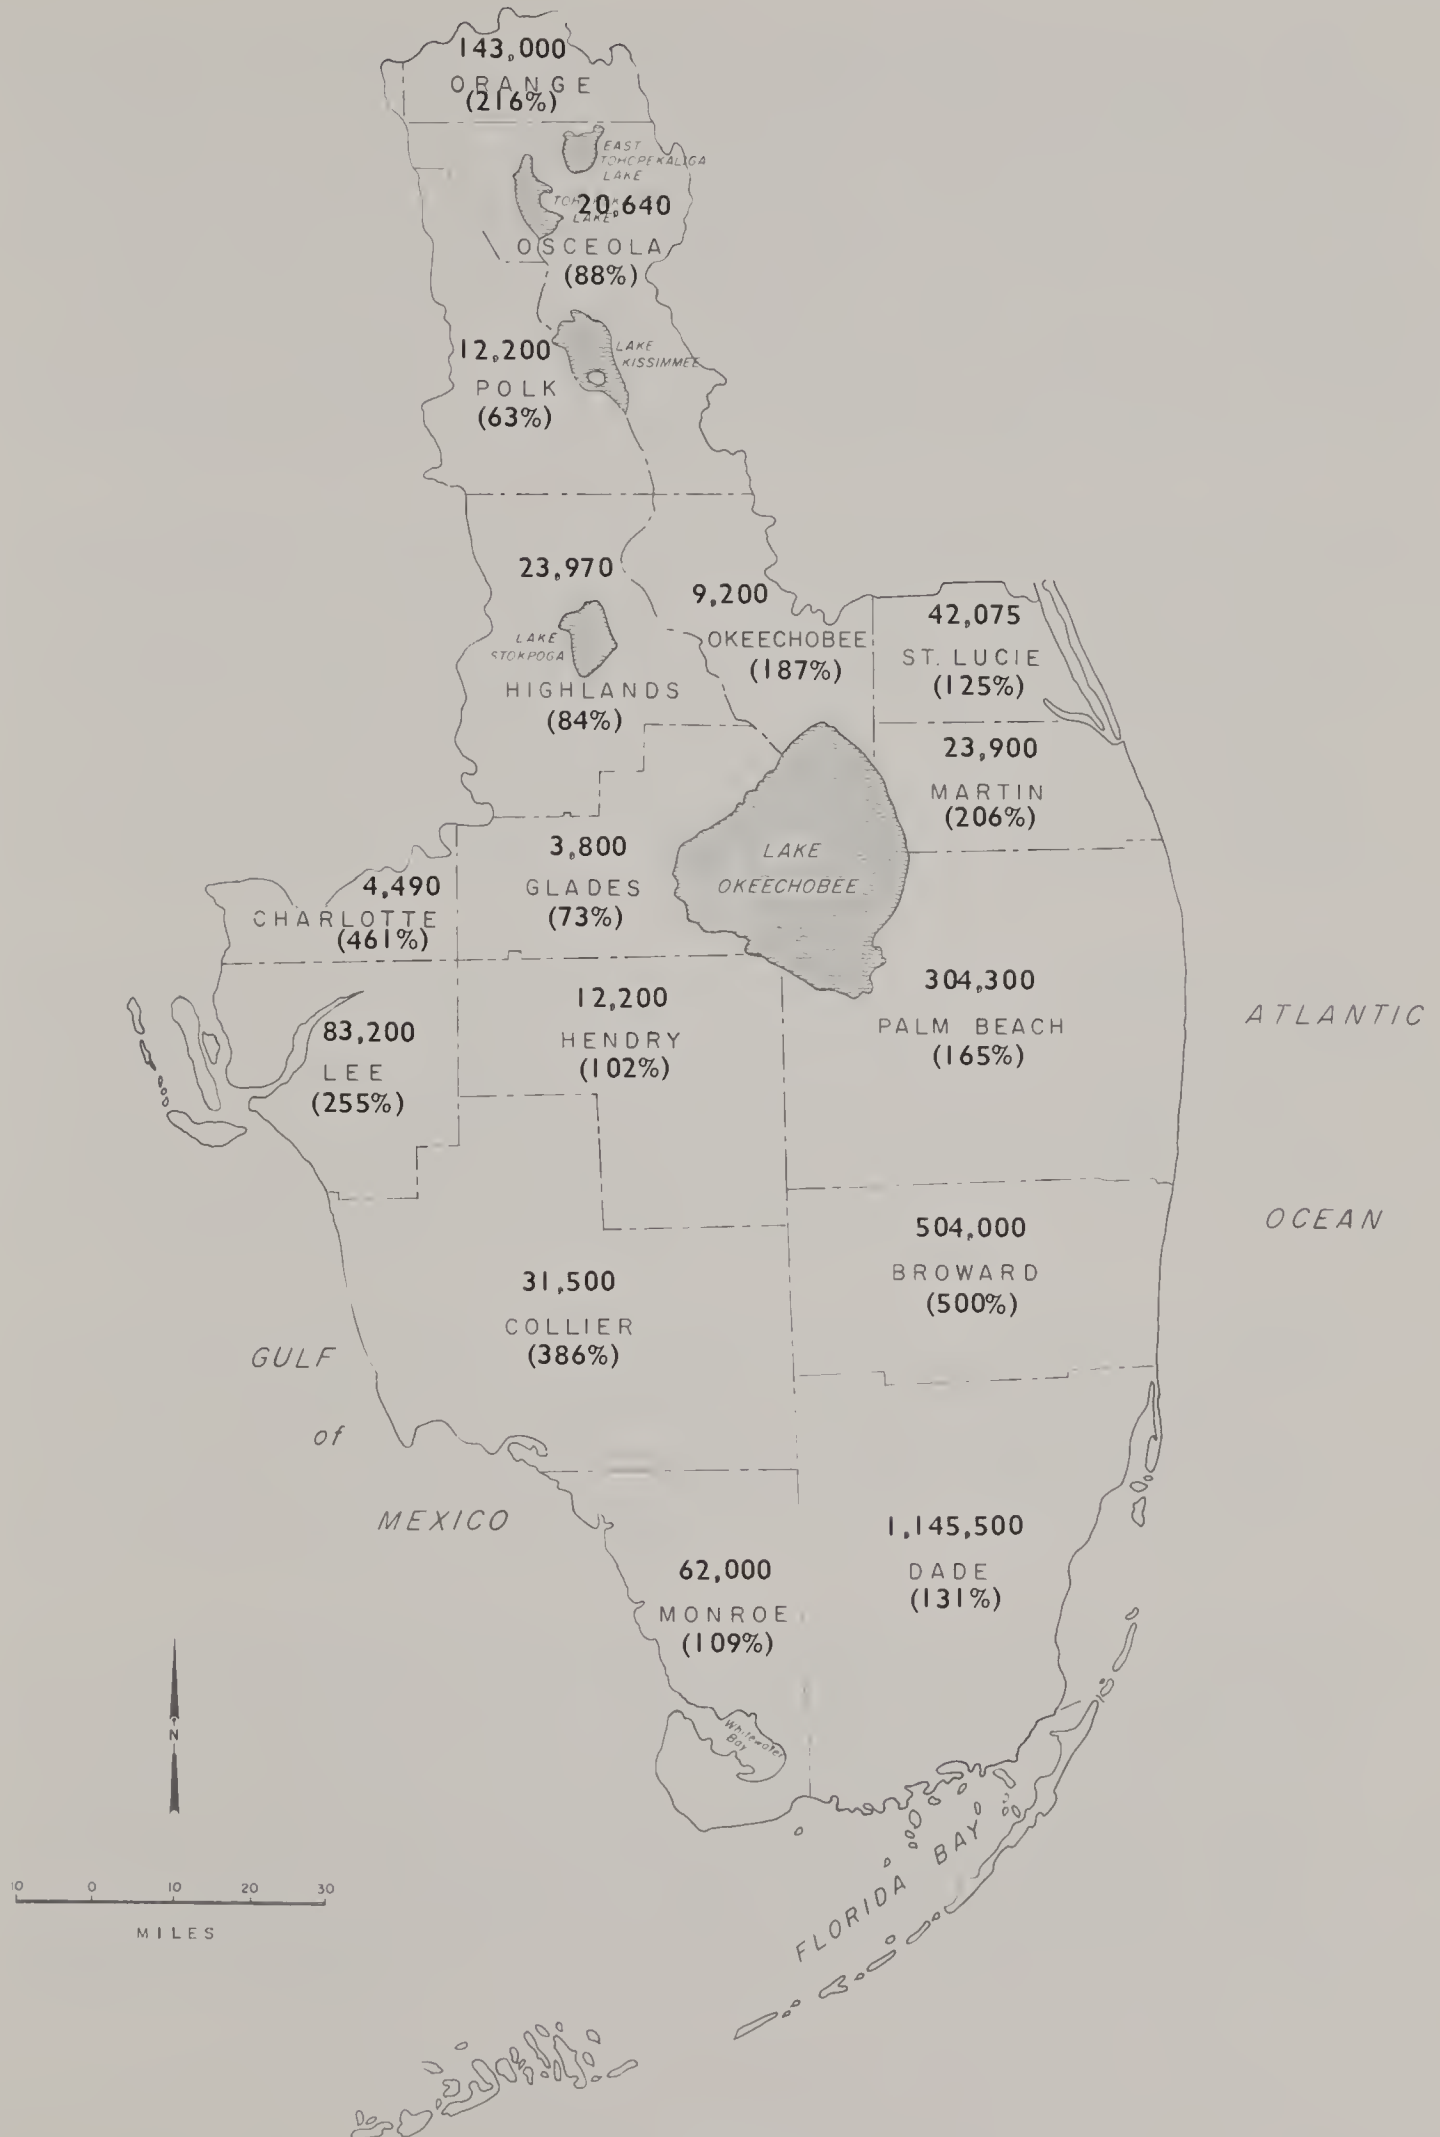 143,000
ORANGE
(216%)
EAST
TOHOPEKALIGA
LAKE
20,640
LAKE
OSCEOLA
(88%)
12,200
POLK
(63%)
LAKE
KISSIMMEE
23,970
LAKE
STOKPOGA
HIGHLANDS
(84%)
9,200
OKEECHOBEE
(187%)
42,075
ST. LUCIE
(125%)
23,900
MARTIN
(206%)
LAKE
OKEECHOBEE
3,800
GLADES
(73%)
4,490
CHARLOTTE
(461%)
83,200
LEE
(255%)
12,200
HENDRY
(102%)
304,300
PALM BEACH
(165%)
ATLANTIC
OCEAN
504,000
BROWARD
(500%)
31,500
COLLIER
(386%)
GULF
of
MEXICO
1,145,500
DADE
(131%)
62,000
MONROE
(109%)
Whitewater
Bay
FLORIDA BAY
N
10 0 10 20 30
MILES